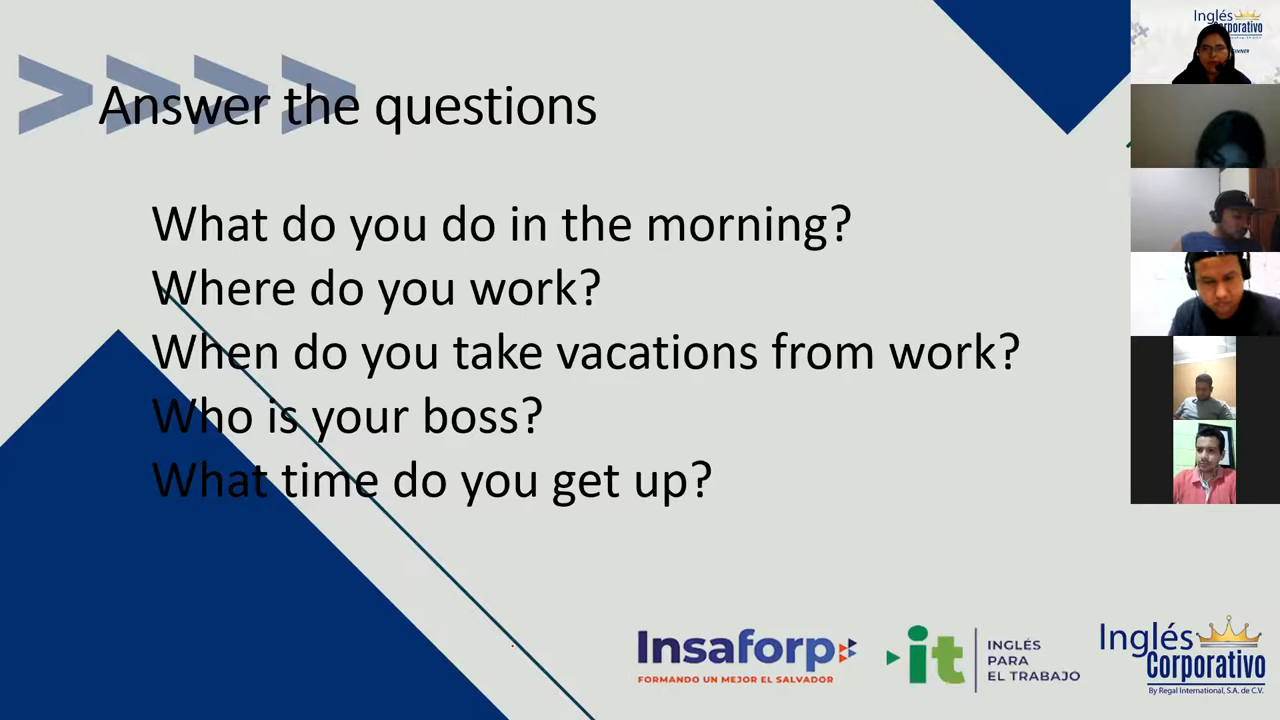 Answer the questions
What do you do in the morning?
Where do you work?
When do you take vacations from work?
Who is your boss?
What time do you get up?
Inglés
Corporativo
Insaforp
FORMANDO UN MEJOR EL SALVADOR
it
INGLÉS
PARA
EL TRABAJO
Inglés
Corporativo
By Regal International, S.A. de C.V.